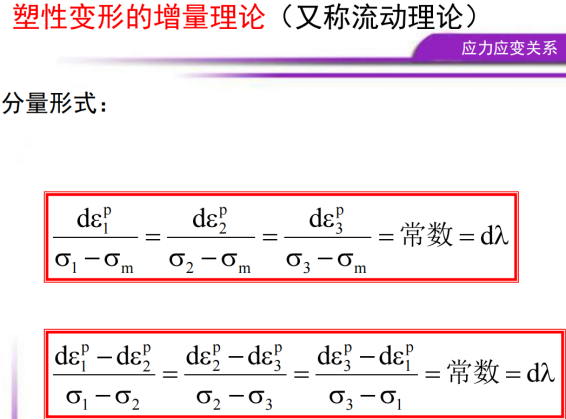 塑性变形的增量理论（又称流动理论）
应力应变关系
分量形式：
dε₁ᵖ/(σ₁−σₘ) = dε₂ᵖ/(σ₂−σₘ) = dε₃ᵖ/(σ₃−σₘ) = 常数 = dλ
(dε₁ᵖ−dε₂ᵖ)/(σ₁−σ₂) = (dε₂ᵖ−dε₃ᵖ)/(σ₂−σ₃) = (dε₃ᵖ−dε₁ᵖ)/(σ₃−σ₁) = 常数 = dλ